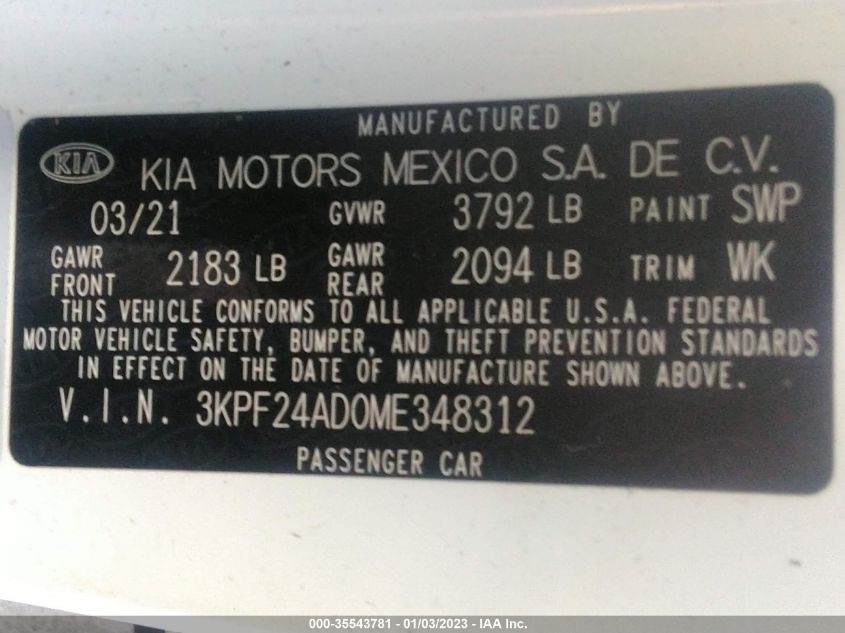 MANUFACTURED BY
KIA KIA MOTORS MEXICO S.A. DE C.V.
03/21 GVWR 3792 LB PAINT SWP
GAWR FRONT 2183 LB GAWR REAR 2094 LB TRIM WK
THIS VEHICLE CONFORMS TO ALL APPLICABLE U.S.A. FEDERAL
MOTOR VEHICLE SAFETY, BUMPER, AND THEFT PREVENTION STANDARDS
IN EFFECT ON THE DATE OF MANUFACTURE SHOWN ABOVE.
V.I.N. 3KPF24AD0ME348312
PASSENGER CAR
000-35543781 - 01/03/2023 - IAA Inc.